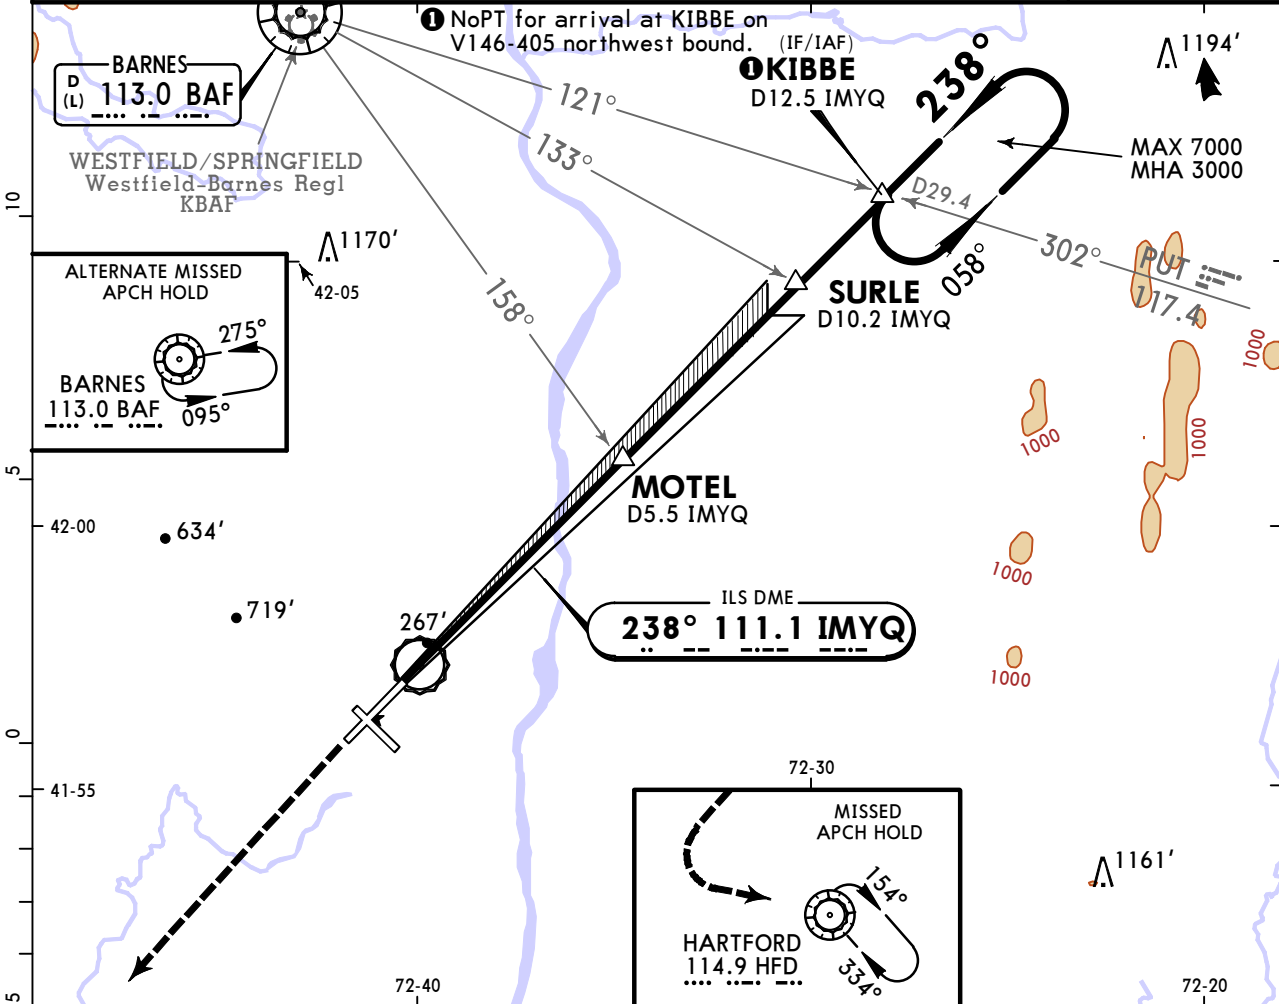 ❶ NoPT for arrival at KIBBE on
V146-405 northwest bound.
(IF/IAF)
❶KIBBE
D12.5 IMYQ
238°
1194'
BARNES
D
(L) 113.0 BAF
121°
133°
MAX 7000
MHA 3000
WESTFIELD/SPRINGFIELD
Westfield-Barnes Regl
KBAF
D29.4
10
1170'
302°
PUT
117.4
058°
ALTERNATE MISSED
APCH HOLD
42-05
158°
SURLE
D10.2 IMYQ
275°
BARNES
113.0 BAF
095°
1000
1000
1000
5
MOTEL
D5.5 IMYQ
42-00
634'
1000
719'
267'
ILS DME
238° 111.1 IMYQ
1000
0
72-30
41-55
MISSED
APCH HOLD
1161'
154°
HARTFORD
114.9 HFD
334°
72-40
72-20
5